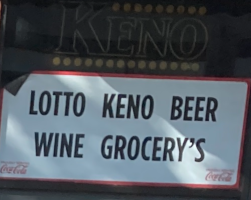 KENO
LOTTO KENO BEER
WINE GROCERY'S
Coca-Cola Coca-Cola